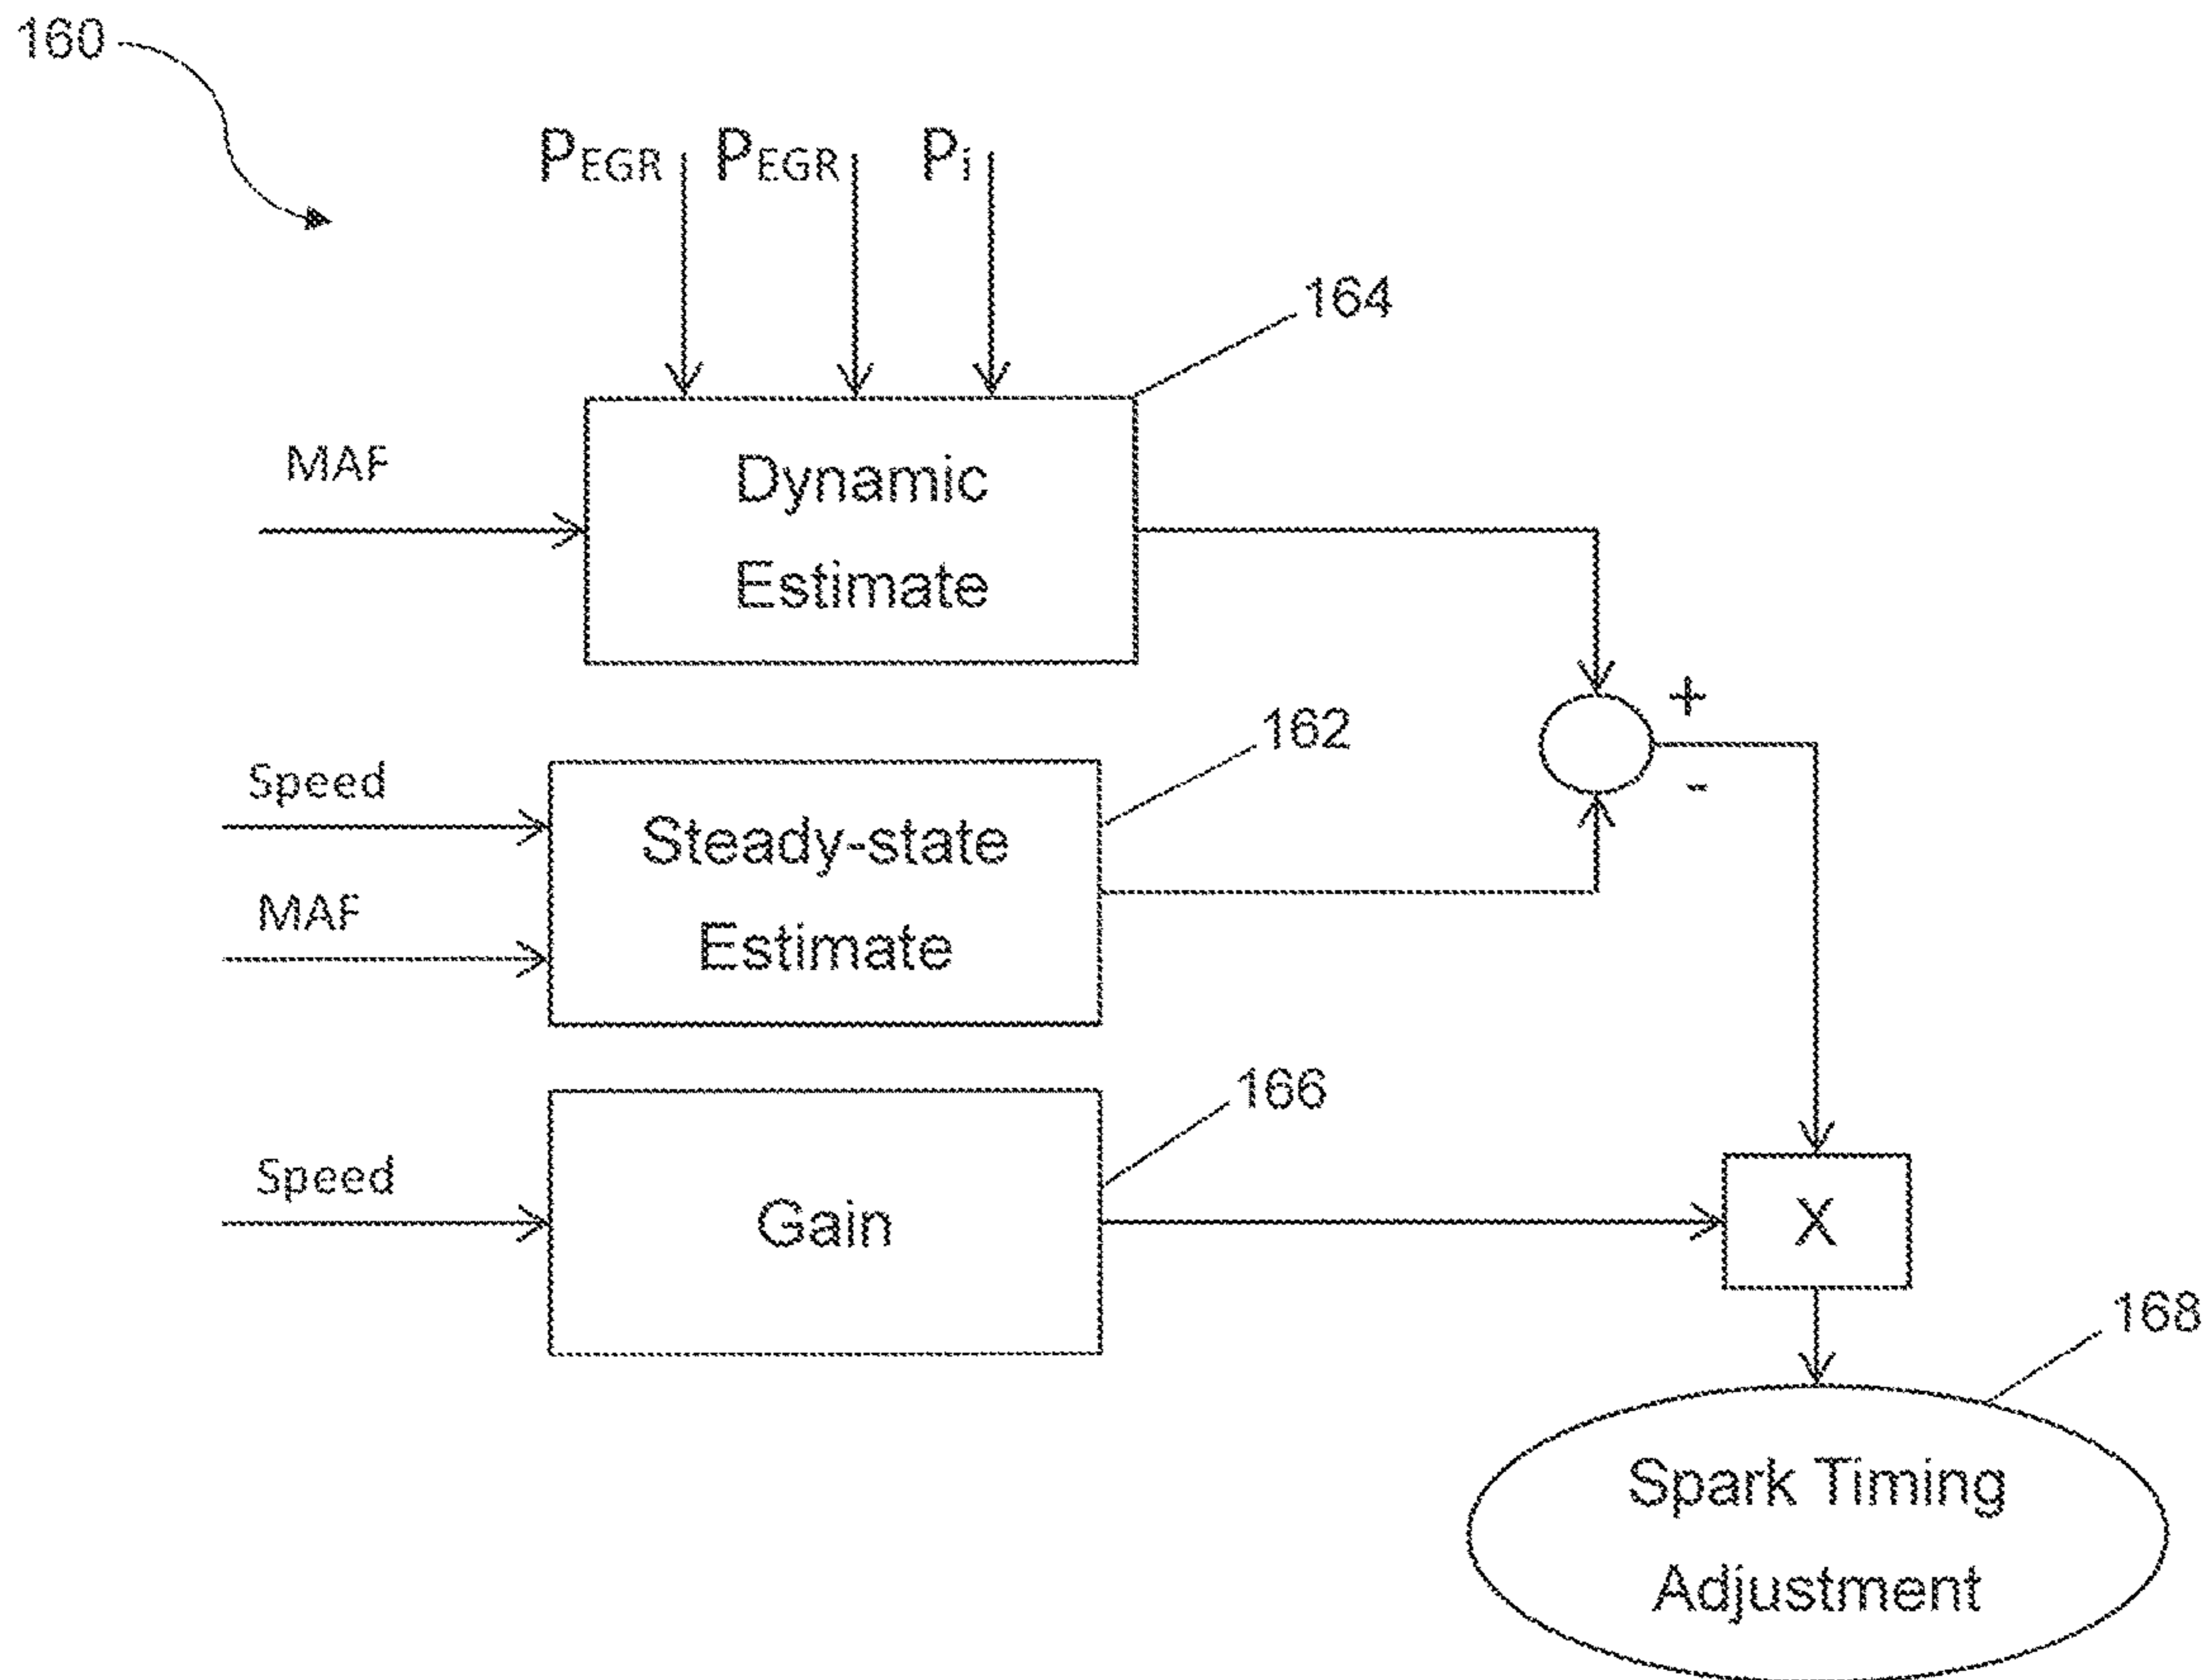 160
PEGR PEGR Pi
164
MAF
Dynamic
Estimate
+
162
Speed
-
Steady-state
MAF
Estimate
166
Speed
Gain
X
168
Spark Timing
Adjustment